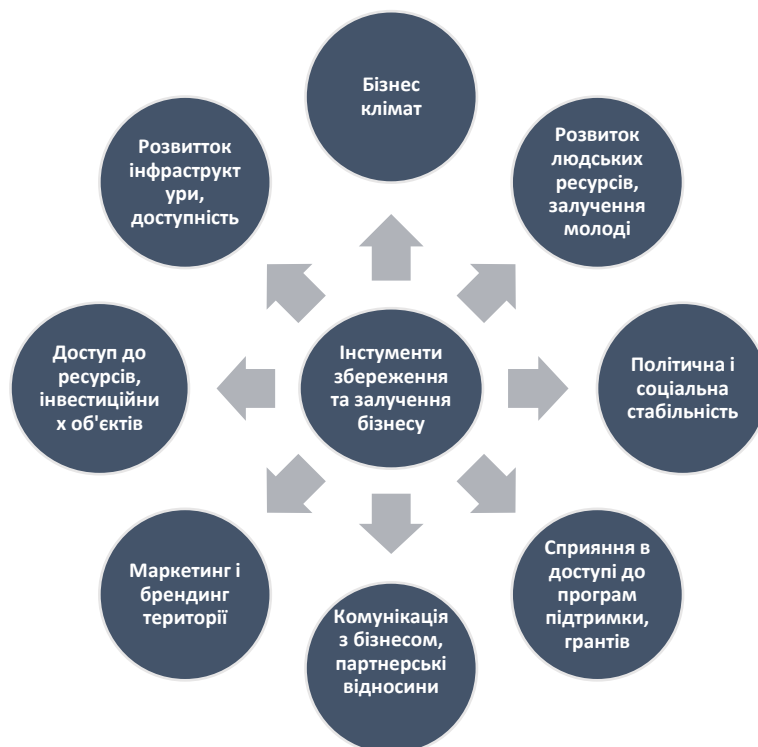 Бізнес
клімат
Розвиток
людських
ресурсів,
залучення
молоді
Політична і
соціальна
стабільність
Сприяння в
доступі до
програм
підтримки,
грантів
Комунікація
з бізнесом,
партнерські
відносини
Маркетинг і
брендинг
території
Доступ до
ресурсів,
інвестиційни
х об'єктів
Розвитток
інфраструкт
ури,
доступність
Інстументи
збереження
та залучення
бізнесу